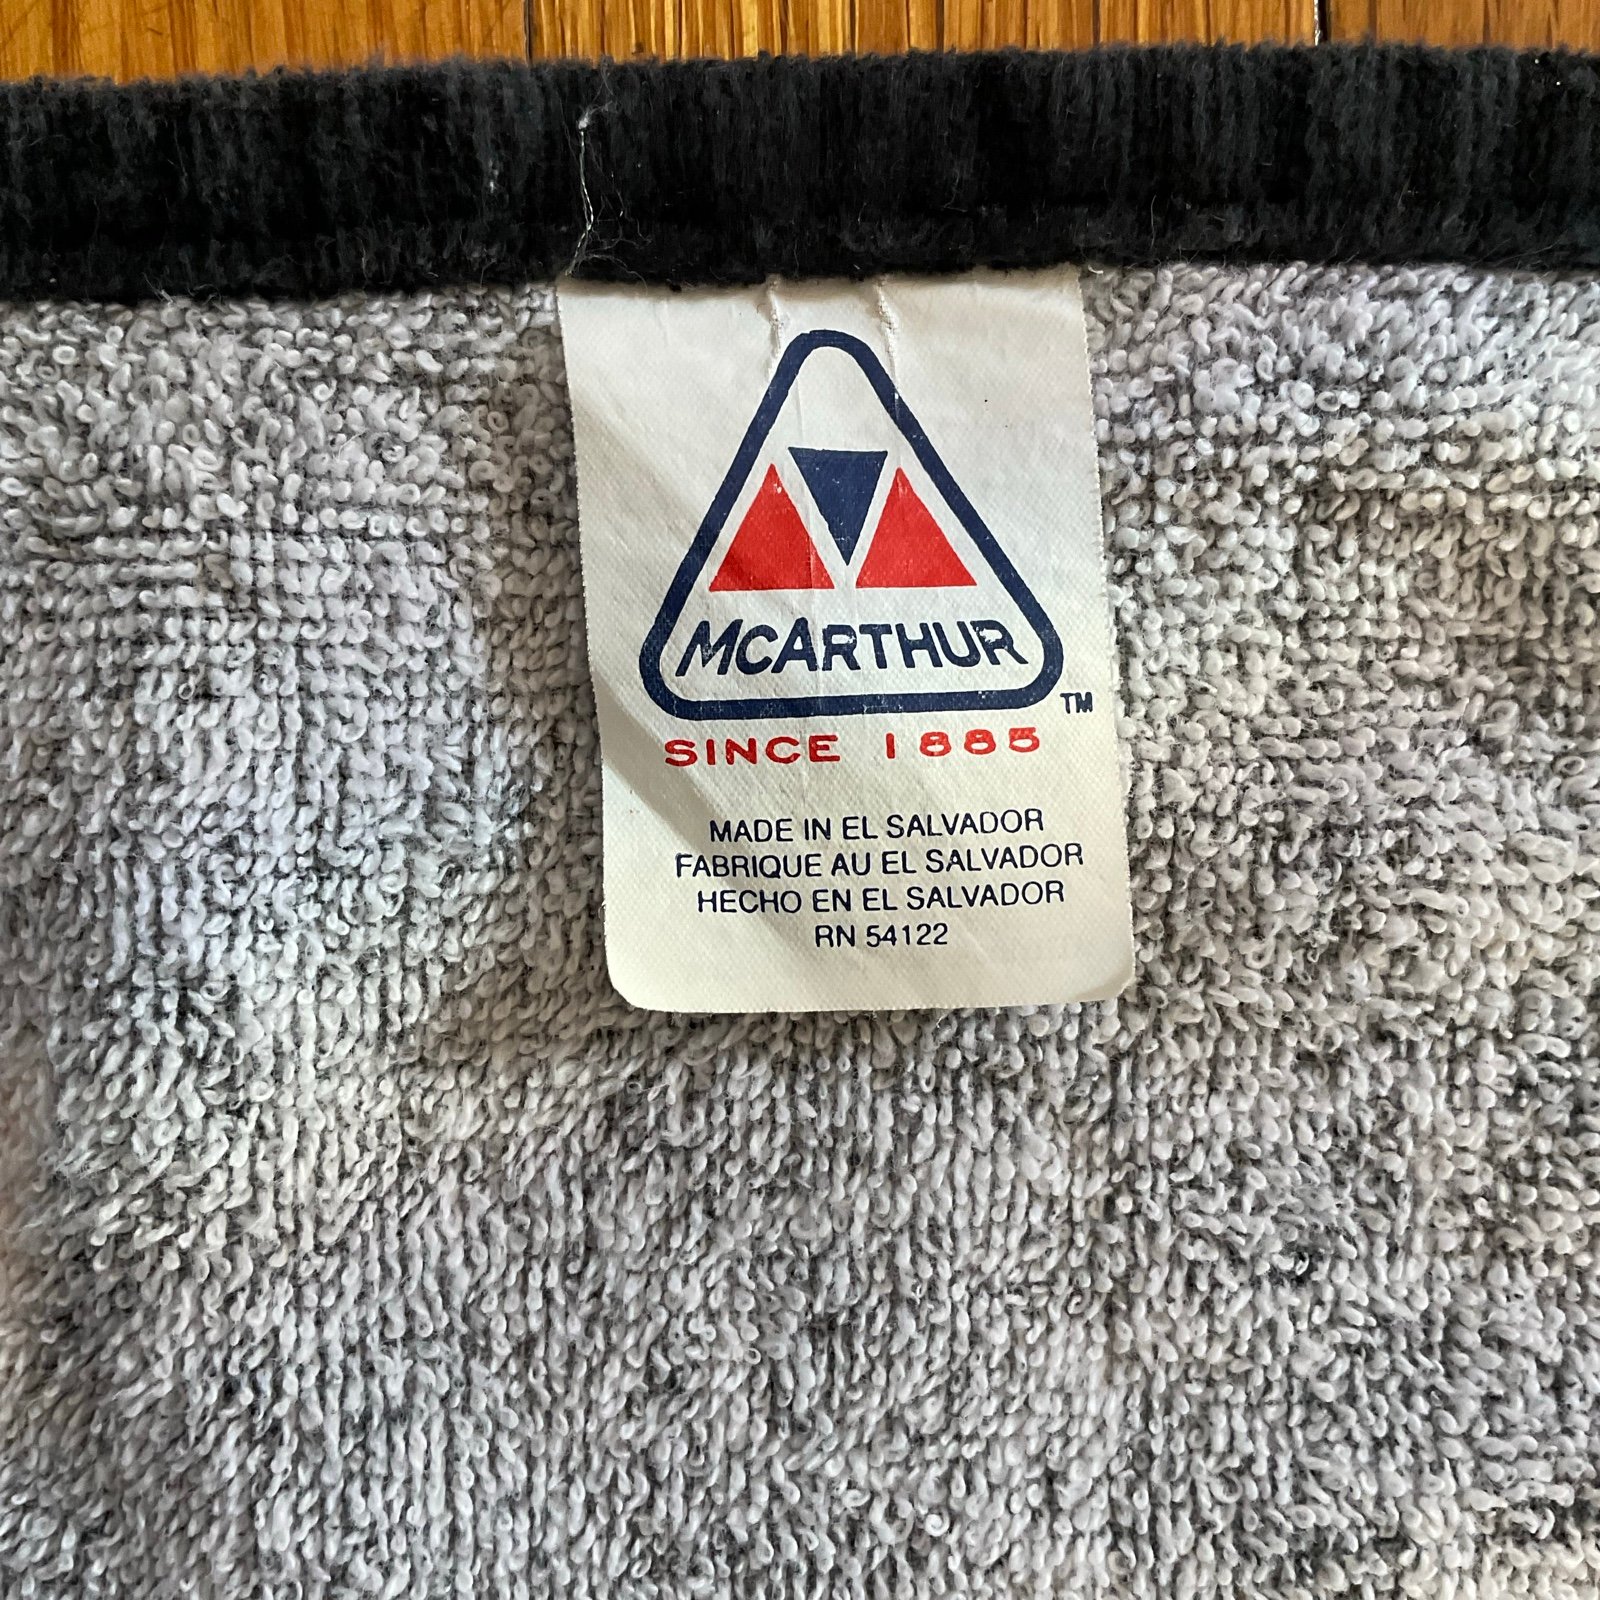 McARTHUR
TM
SINCE 1885
MADE IN EL SALVADOR
FABRIQUE AU EL SALVADOR
HECHO EN EL SALVADOR
RN 54122